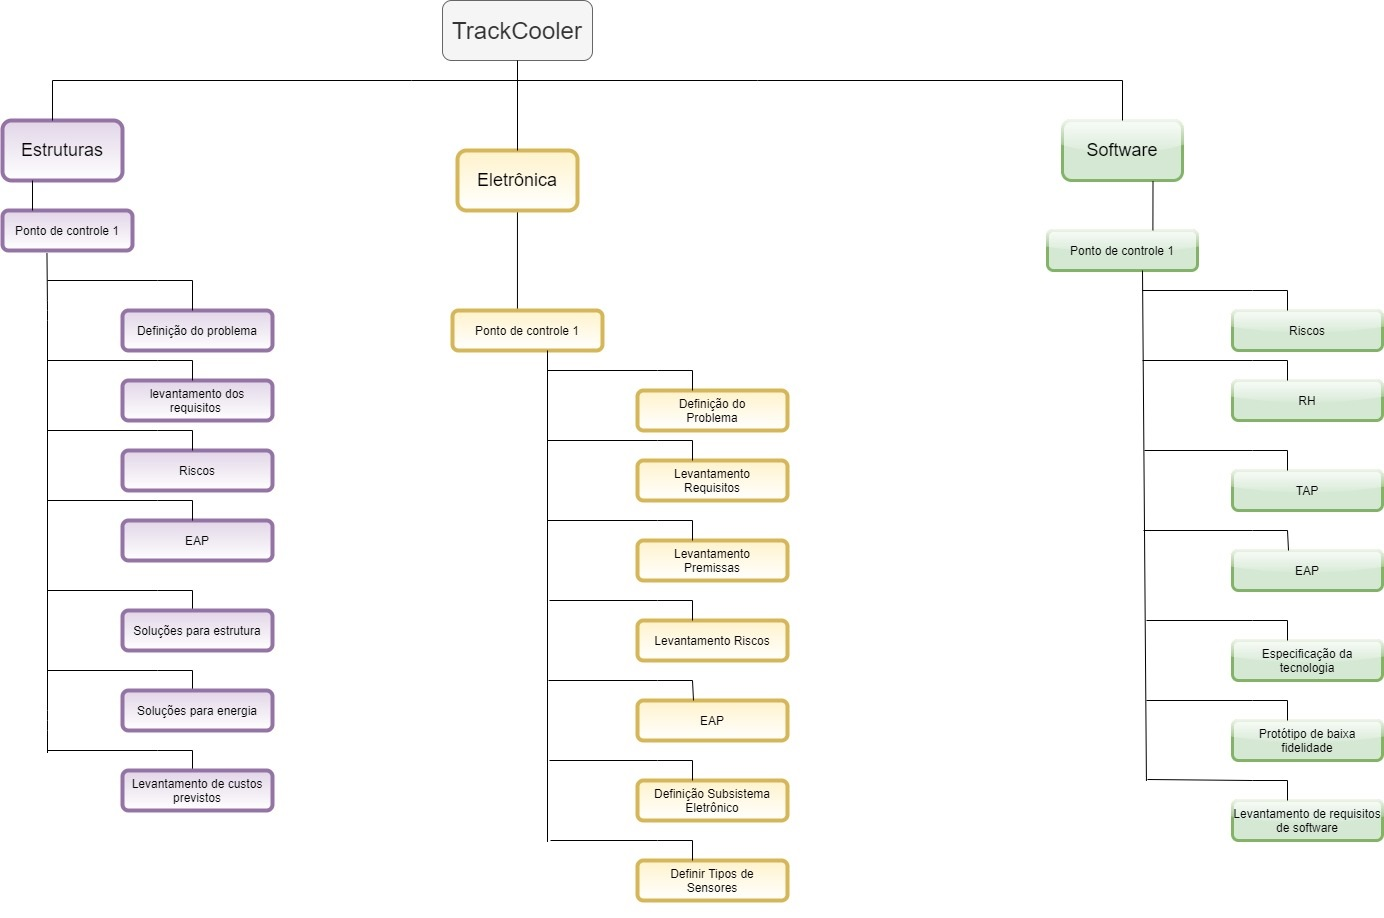 TrackCooler
Estruturas
Ponto de controle 1
Definição do problema
levantamento dos
requisitos
Riscos
EAP
Soluções para estrutura
Soluções para energia
Levantamento de custos
previstos
Eletrônica
Ponto de controle 1
Definição do
Problema
Levantamento
Requisitos
Levantamento
Premissas
Levantamento Riscos
EAP
Definição Subsistema
Eletrônico
Definir Tipos de
Sensores
Software
Ponto de controle 1
Riscos
RH
TAP
EAP
Especificação da
tecnologia
Protótipo de baixa
fidelidade
Levantamento de requisitos
de software